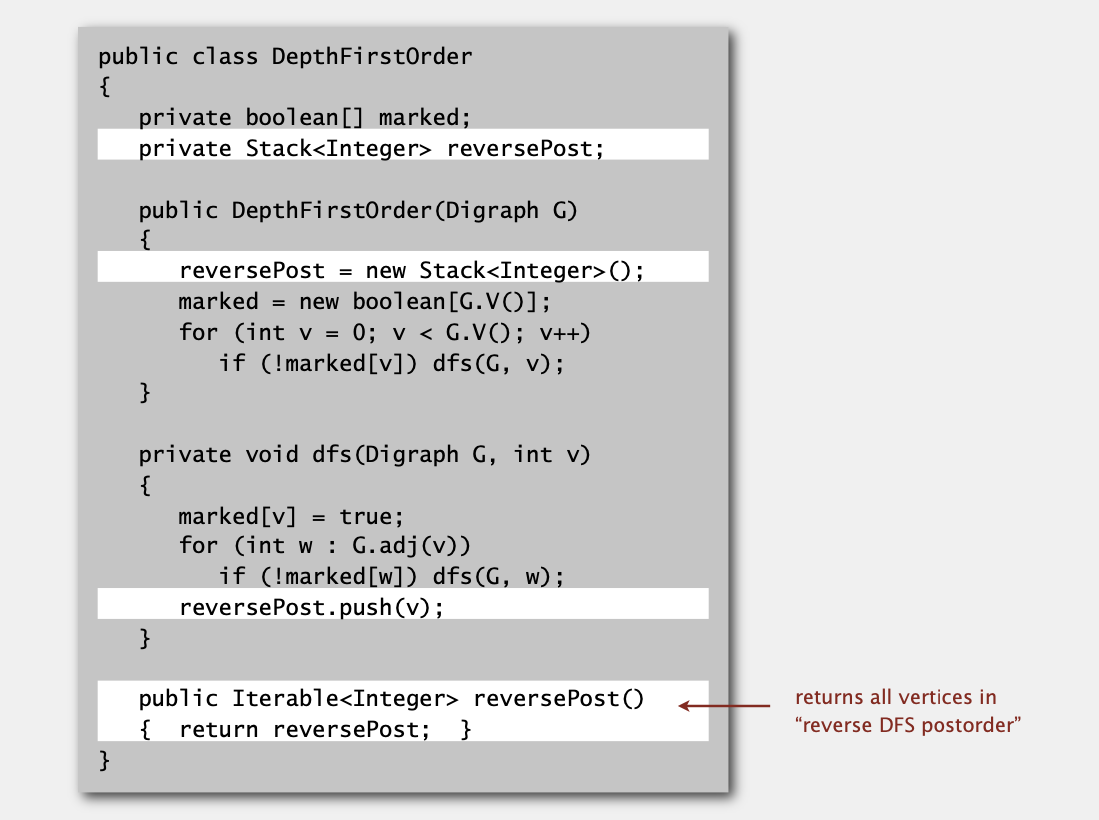 public class DepthFirstOrder
{
   private boolean[] marked;
   private Stack<Integer> reversePost;
   public DepthFirstOrder(Digraph G)
   {
      reversePost = new Stack<Integer>();
      marked = new boolean[G.V()];
      for (int v = 0; v < G.V(); v++)
         if (!marked[v]) dfs(G, v);
   }
   private void dfs(Digraph G, int v)
   {
      marked[v] = true;
      for (int w : G.adj(v))
         if (!marked[w]) dfs(G, w);
      reversePost.push(v);
   }
   public Iterable<Integer> reversePost()
   {  return reversePost;  }
}
returns all vertices in
“reverse DFS postorder”